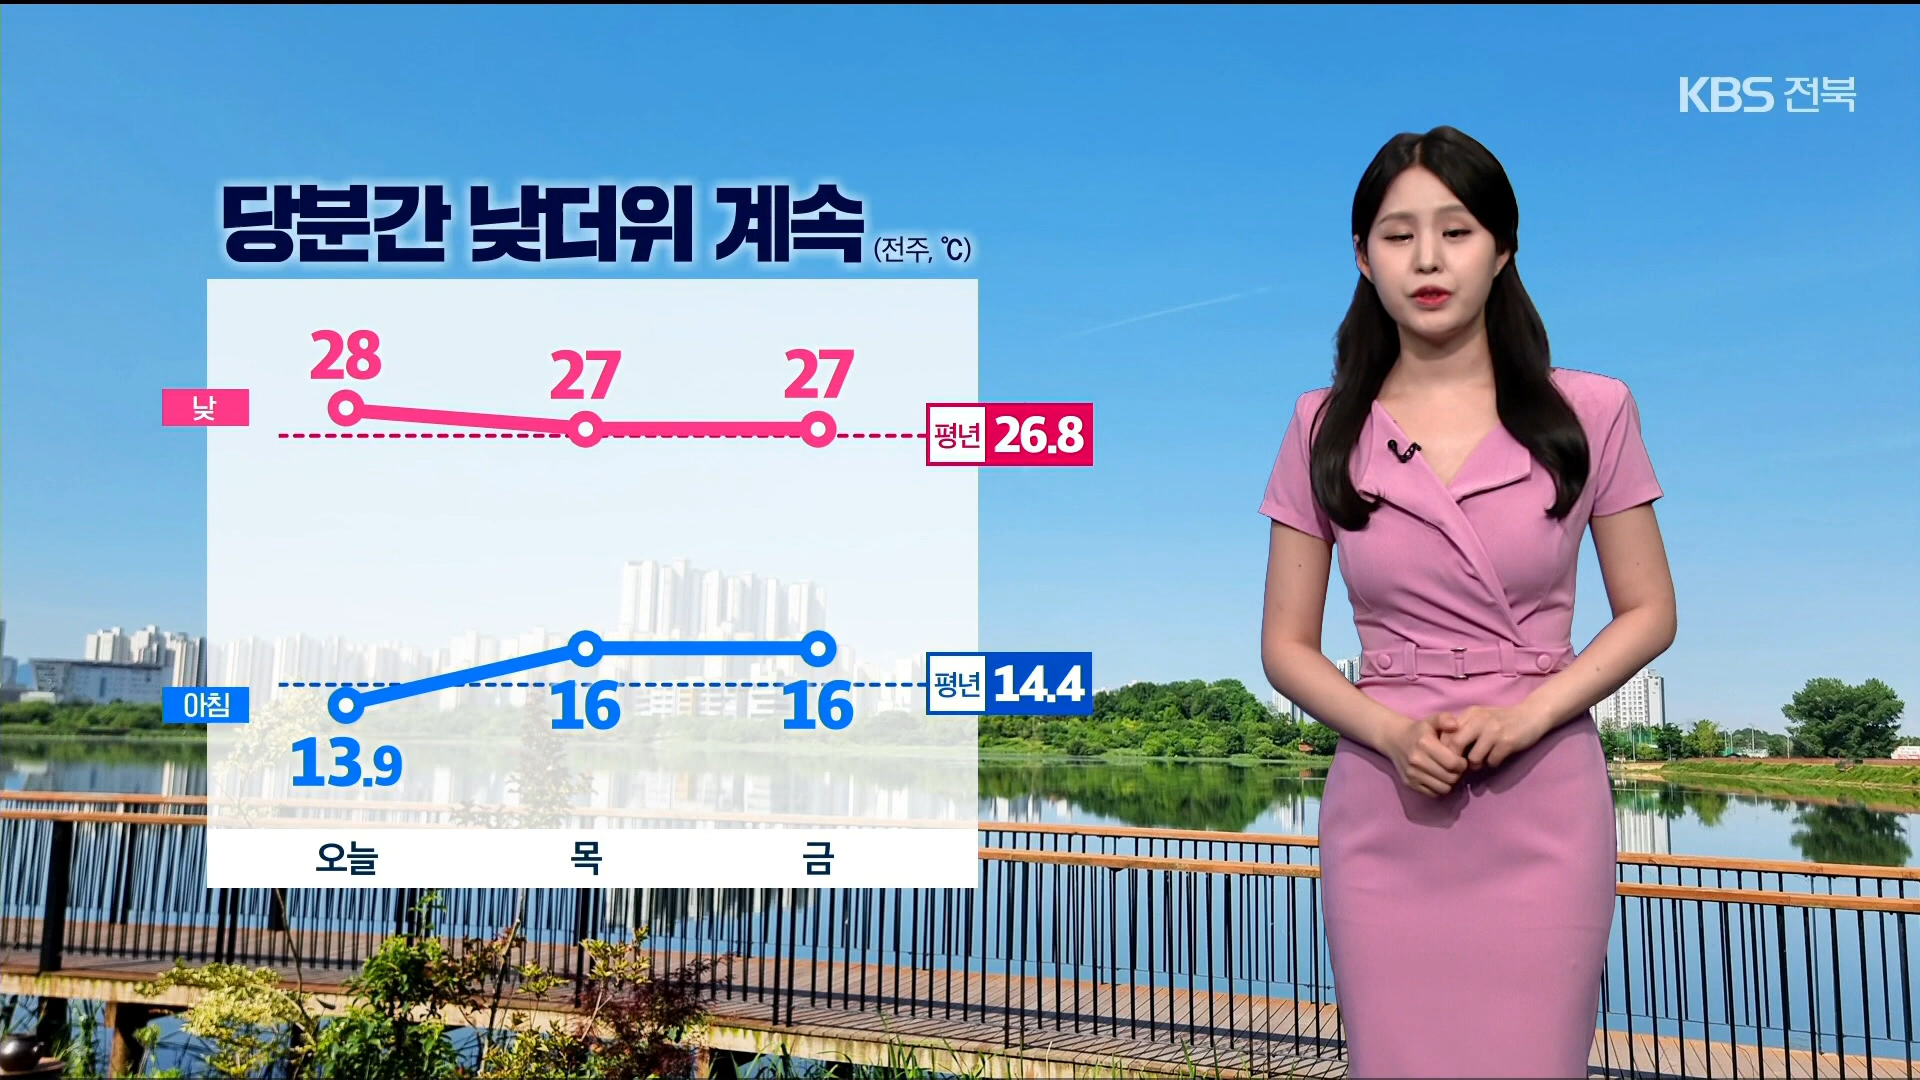 KBS 전북
당분간 낮더위 계속 (전주, ℃)
28 27 27
낮
평년 26.8
아침
평년 14.4
13.9 16 16
오늘 목 금